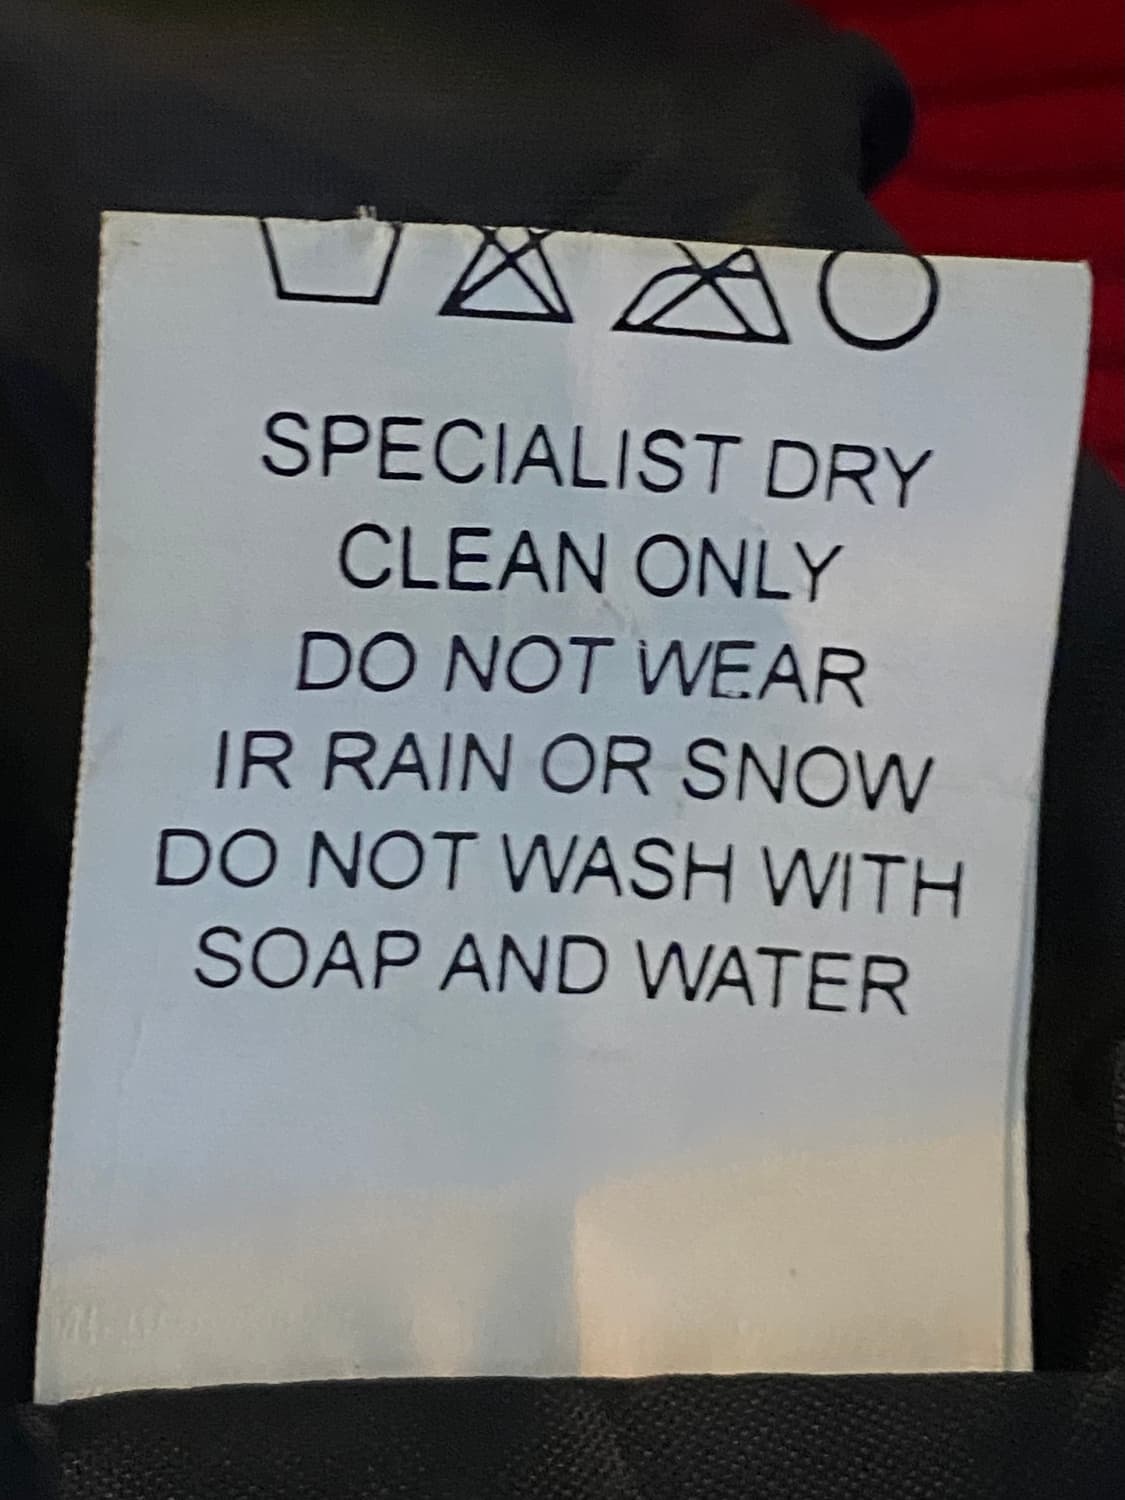 SPECIALIST DRY
CLEAN ONLY
DO NOT WEAR
IR RAIN OR SNOW
DO NOT WASH WITH
SOAP AND WATER